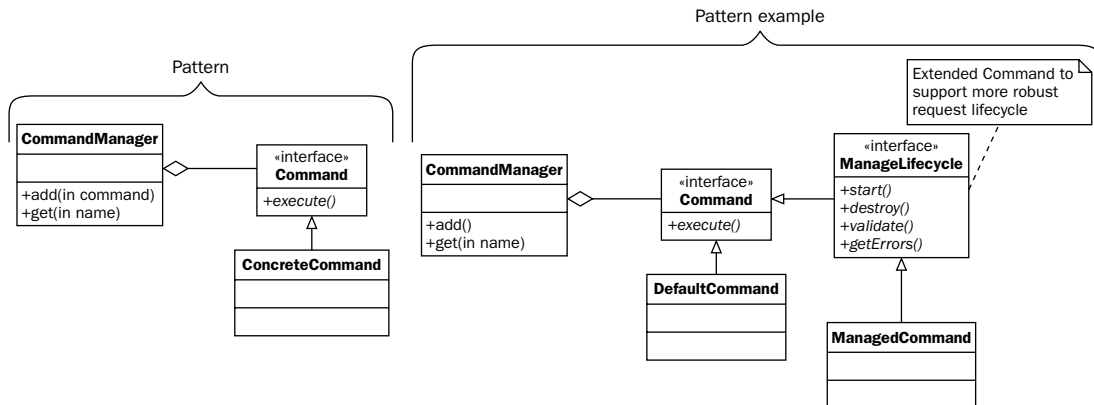 Pattern
CommandManager
+add(in command)
+get(in name)
«interface»
Command
+execute()
ConcreteCommand
Pattern example
Extended Command to
support more robust
request lifecycle
CommandManager
+add()
+get(in name)
«interface»
Command
+execute()
«interface»
ManageLifecycle
+start()
+destroy()
+validate()
+getErrors()
DefaultCommand
ManagedCommand